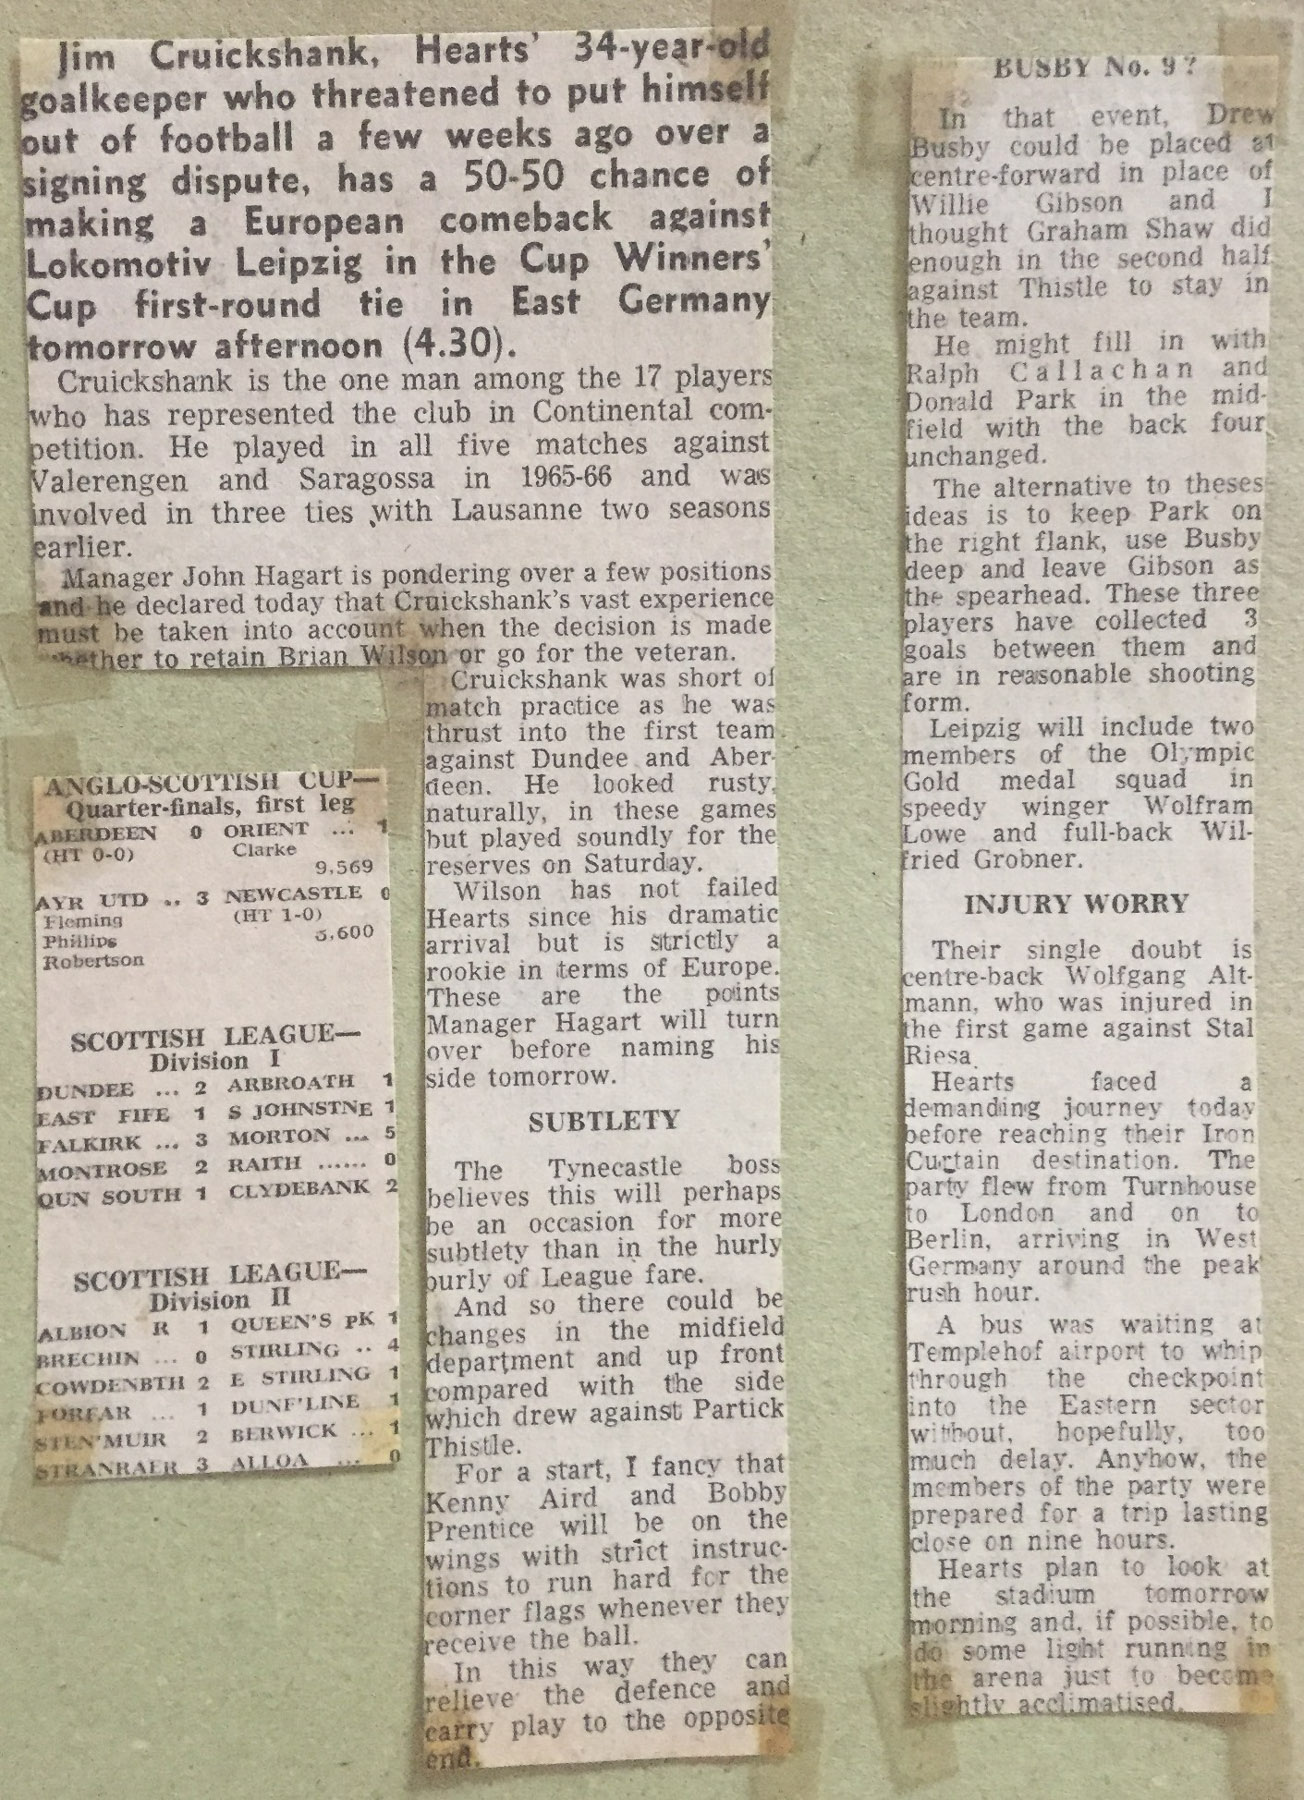 Jim Cruickshank, Hearts' 34-year-old
goalkeeper who threatened to put himself
out of football a few weeks ago over a
signing dispute, has a 50-50 chance of
making a European comeback against
Lokomotiv Leipzig in the Cup Winners'
Cup first-round tie in East Germany
tomorrow afternoon (4.30).
Cruickshank is the one man among the 17 players
who has represented the club in Continental com-
petition. He played in all five matches against
Valerengen and Saragossa in 1965-66 and was
involved in three ties with Lausanne two seasons
earlier.
Manager John Hagart is pondering over a few positions
and he declared today that Cruickshank's vast experience
must be taken into account when the decision is made
whether to retain Brian Wilson or go for the veteran.
Cruickshank was short of
match practice as he was
thrust into the first team
against Dundee and Aber-
deen. He looked rusty,
naturally, in these games
but played soundly for the
reserves on Saturday.
Wilson has not failed
Hearts since his dramatic
arrival but is strictly a
rookie in terms of Europe.
These are the points
Manager Hagart will turn
over before naming his
side tomorrow.
SUBTLETY
The Tynecastle boss
believes this will perhaps
be an occasion for more
subtlety than in the hurly
burly of League fare.
And so there could be
changes in the midfield
department and up front
compared with the side
which drew against Partick
Thistle.
For a start, I fancy that
Kenny Aird and Bobby
Prentice will be on the
wings with strict instruc-
tions to run hard for the
corner flags whenever they
receive the ball.
In this way they can
relieve the defence and
carry play to the opposite
end.
ANGLO-SCOTTISH CUP—
Quarter-finals, first leg
ABERDEEN 0 ORIENT ... 1
(HT 0-0) Clarke
9,569
AYR UTD .. 3 NEWCASTLE 0
Fleming (HT 1-0)
Phillips 5,600
Robertson
SCOTTISH LEAGUE—
Division I
DUNDEE ... 2 ARBROATH 1
EAST FIFE 1 S JOHNSTNE 1
FALKIRK ... 3 MORTON ... 5
MONTROSE 2 RAITH ...... 0
QUN SOUTH 1 CLYDEBANK 2
SCOTTISH LEAGUE—
Division II
ALBION R 1 QUEEN'S PK 1
BRECHIN ... 0 STIRLING .. 4
COWDENBTH 2 E STIRLING 1
FORFAR ... 1 DUNF'LINE 1
STEN'MUIR 2 BERWICK ... 1
STRANRAER 3 ALLOA ... 0
BUSBY No. 9?
In that event, Drew
Busby could be placed at
centre-forward in place of
Willie Gibson and I
thought Graham Shaw did
enough in the second half
against Thistle to stay in
the team.
He might fill in with
Ralph Callachan and
Donald Park in the mid-
field with the back four
unchanged.
The alternative to theses
ideas is to keep Park on
the right flank, use Busby
deep and leave Gibson as
the spearhead. These three
players have collected 3
goals between them and
are in reasonable shooting
form.
Leipzig will include two
members of the Olympic
Gold medal squad in
speedy winger Wolfram
Lowe and full-back Wil-
fried Grobner.
INJURY WORRY
Their single doubt is
centre-back Wolfgang Alt-
mann, who was injured in
the first game against Stal
Riesa.
Hearts faced a
demanding journey today
before reaching their Iron
Curtain destination. The
party flew from Turnhouse
to London and on to
Berlin, arriving in West
Germany around the peak
rush hour.
A bus was waiting at
Templehof airport to whip
through the checkpoint
into the Eastern sector
without, hopefully, too
much delay. Anyhow, the
members of the party were
prepared for a trip lasting
close on nine hours.
Hearts plan to look at
the stadium tomorrow
morning and, if possible, to
do some light running in
the arena just to become
slightly acclimatised.